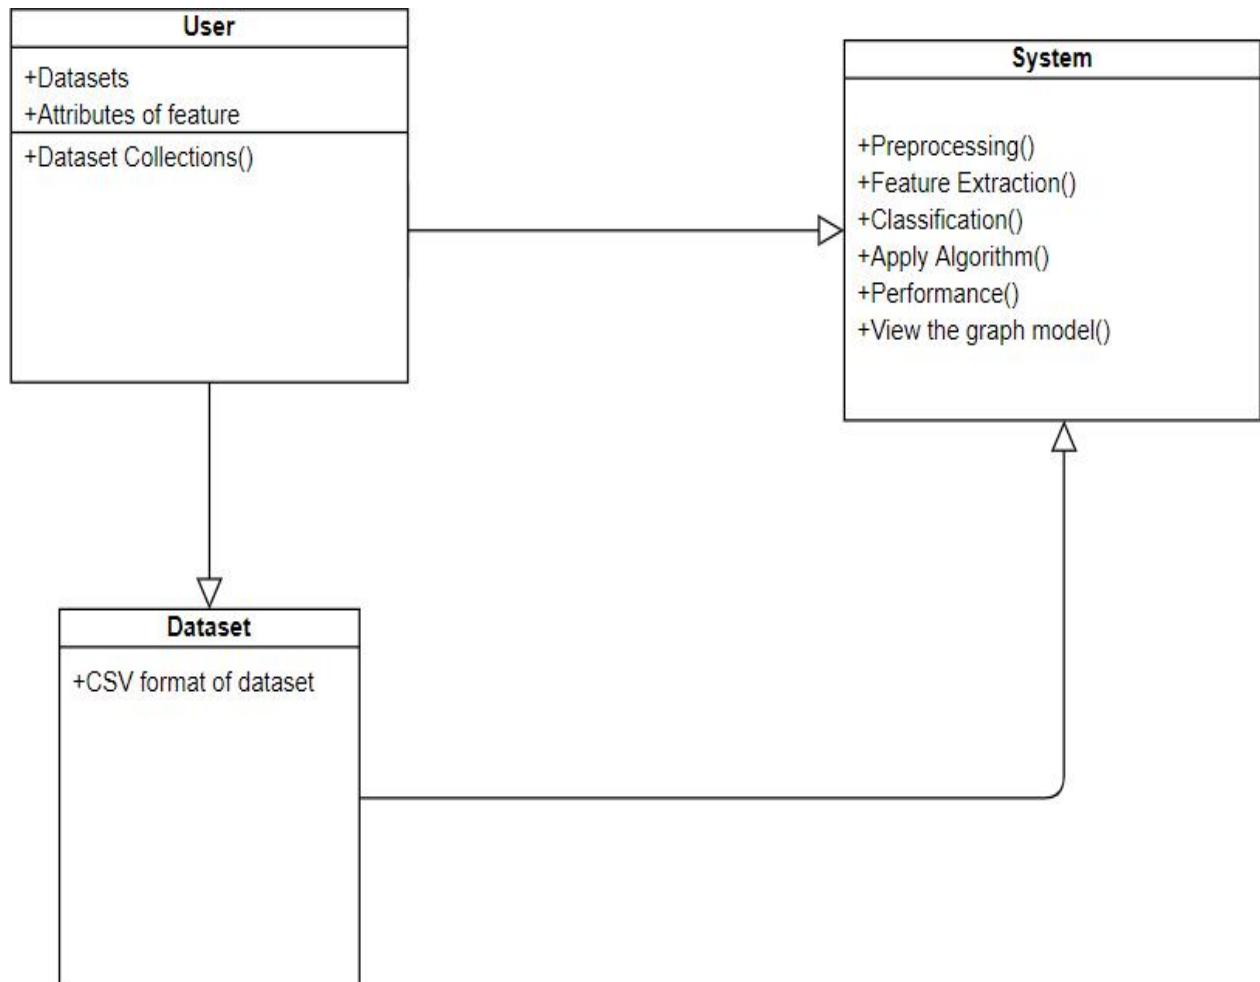 User
+Datasets
+Attributes of feature
+Dataset Collections()
System
+Preprocessing()
+Feature Extraction()
+Classification()
+Apply Algorithm()
+Performance()
+View the graph model()
Dataset
+CSV format of dataset